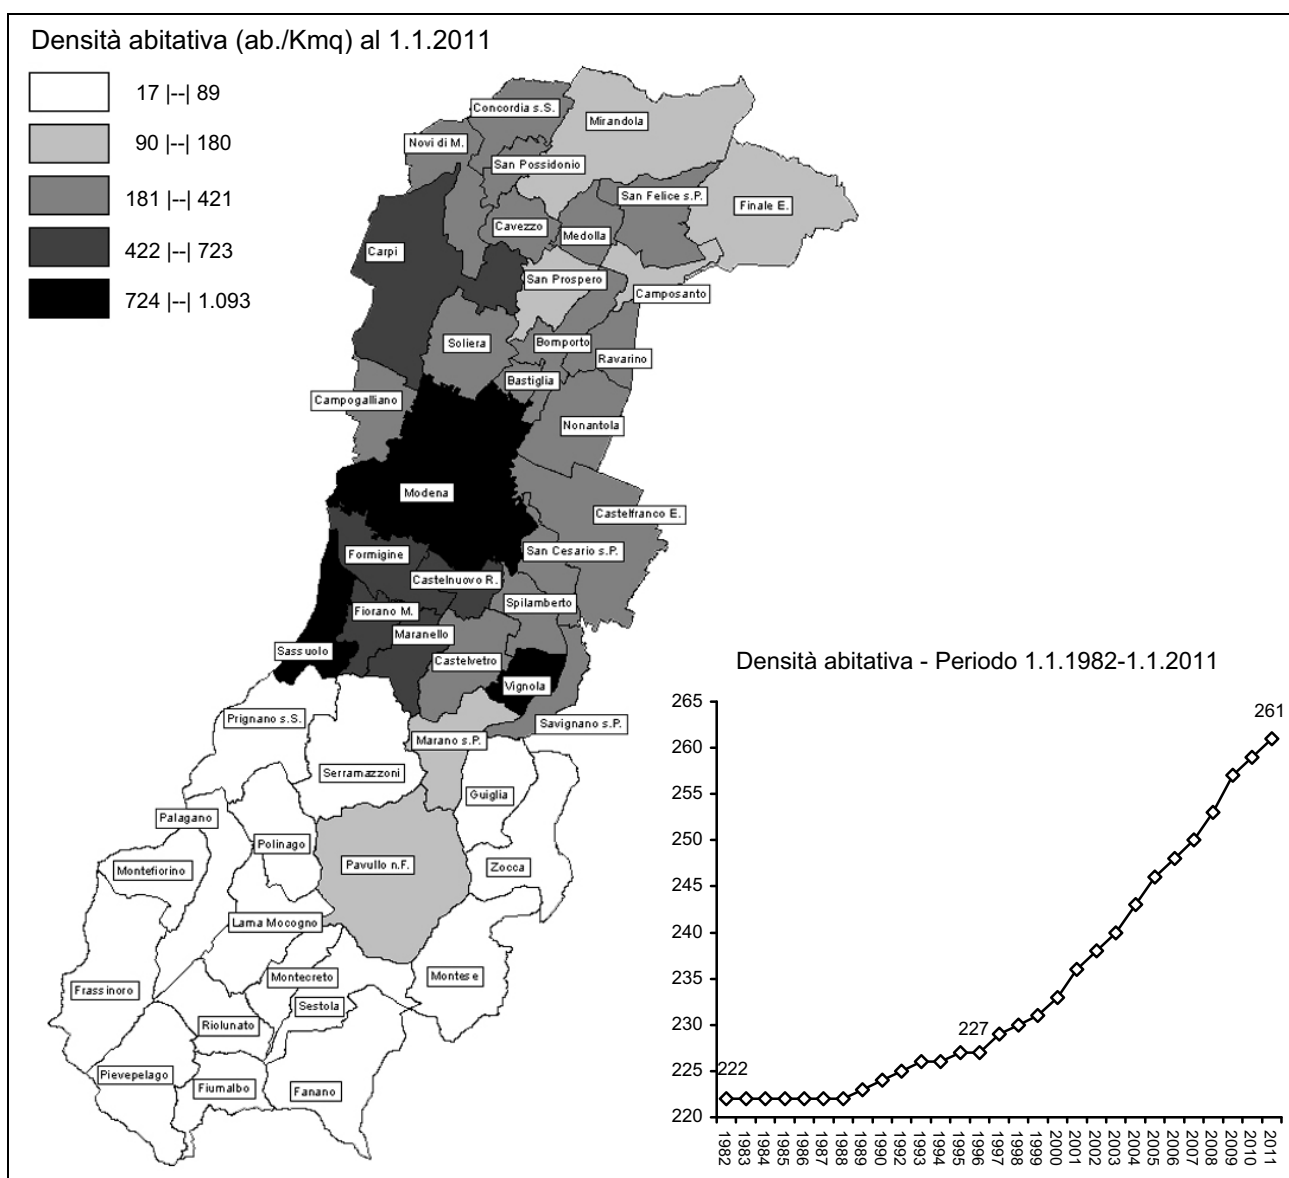 Densità abitativa (ab./Kmq) al 1.1.2011
17 |--| 89
90 |--| 180
181 |--| 421
422 |--| 723
724 |--| 1.093
Concordia s.S.
Mirandola
Novi di M.
San Possidonio
San Felice s.P.
Finale E.
Cavezzo
Medolla
Carpi
San Prospero
Camposanto
Soliera
Bomporto
Ravarino
Bastiglia
Campogalliano
Nonantola
Modena
Castelfranco E.
San Cesario s.P.
Formigine
Castelnuovo R.
Spilamberto
Fiorano M.
Maranello
Sassuolo
Castelvetro
Vignola
Prignano s.S.
Savignano s.P.
Marano s.P.
Serramazzoni
Guiglia
Palagano
Polinago
Pavullo n.F.
Zocca
Montefiorino
Lama Mocogno
Montecreto
Montese
Frassinoro
Sestola
Riolunato
Pievepelago
Fiumalbo
Fanano
Densità abitativa - Periodo 1.1.1982-1.1.2011
265
260
255
250
245
240
235
230
225
220
222
227
261
1982
1983
1984
1985
1986
1987
1988
1989
1990
1991
1992
1993
1994
1995
1996
1997
1998
1999
2000
2001
2002
2003
2004
2005
2006
2007
2008
2009
2010
2011